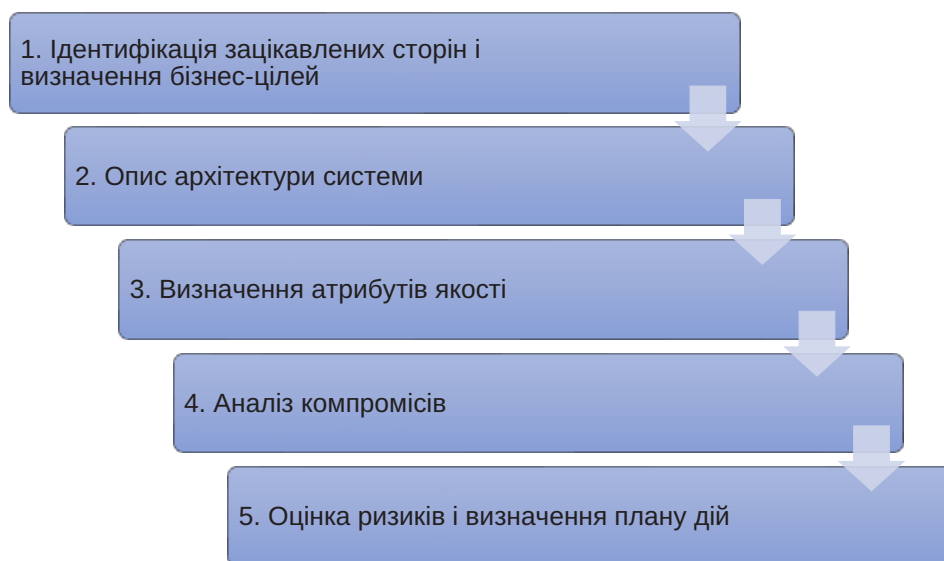 1. Ідентифікація зацікавлених сторін і
визначення бізнес-цілей
2. Опис архітектури системи
3. Визначення атрибутів якості
4. Аналіз компромісів
5. Оцінка ризиків і визначення плану дій